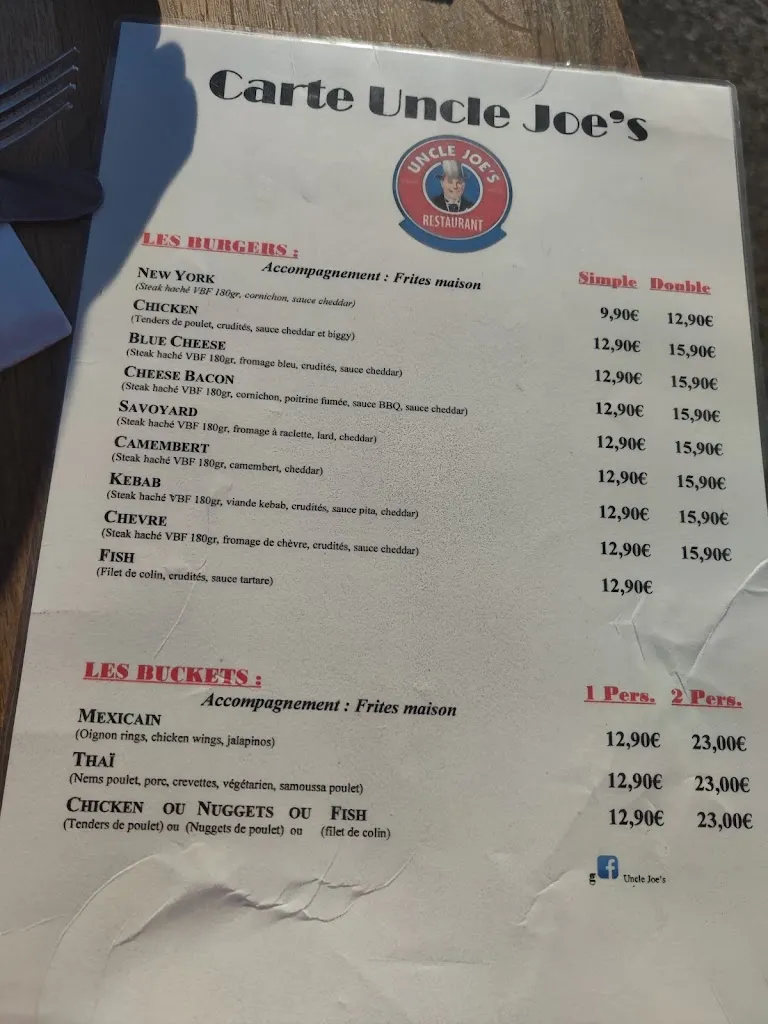 Carte Uncle Joe's
UNCLE JOE'S
RESTAURANT
LES BURGERS :
Accompagnement : Frites maison
Simple Double
NEW YORK 9,90€ 12,90€
(Steak haché VBF 180gr, cornichon, sauce cheddar)
CHICKEN 12,90€ 15,90€
(Tenders de poulet, crudités, sauce cheddar et biggy)
BLUE CHEESE 12,90€ 15,90€
(Steak haché VBF 180gr, fromage bleu, crudités, sauce cheddar)
CHEESE BACON 12,90€ 15,90€
(Steak haché VBF 180gr, cornichon, poitrine fumée, sauce BBQ, sauce cheddar)
SAVOYARD 12,90€ 15,90€
(Steak haché VBF 180gr, fromage à raclette, lard, cheddar)
CAMEMBERT 12,90€ 15,90€
(Steak haché VBF 180gr, camembert, cheddar)
KEBAB 12,90€ 15,90€
(Steak haché VBF 180gr, viande kebab, crudités, sauce pita, cheddar)
CHEVRE 12,90€ 15,90€
(Steak haché VBF 180gr, fromage de chèvre, crudités, sauce cheddar)
FISH 12,90€
(Filet de colin, crudités, sauce tartare)
LES BUCKETS :
Accompagnement : Frites maison
1 Pers. 2 Pers.
MEXICAIN 12,90€ 23,00€
(Oignon rings, chicken wings, jalapinos)
THAÏ 12,90€ 23,00€
(Nems poulet, porc, crevettes, végétarien, samoussa poulet)
CHICKEN OU NUGGETS OU FISH 12,90€ 23,00€
(Tenders de poulet) ou (Nuggets de poulet) ou (filet de colin)
g f Uncle Joe's